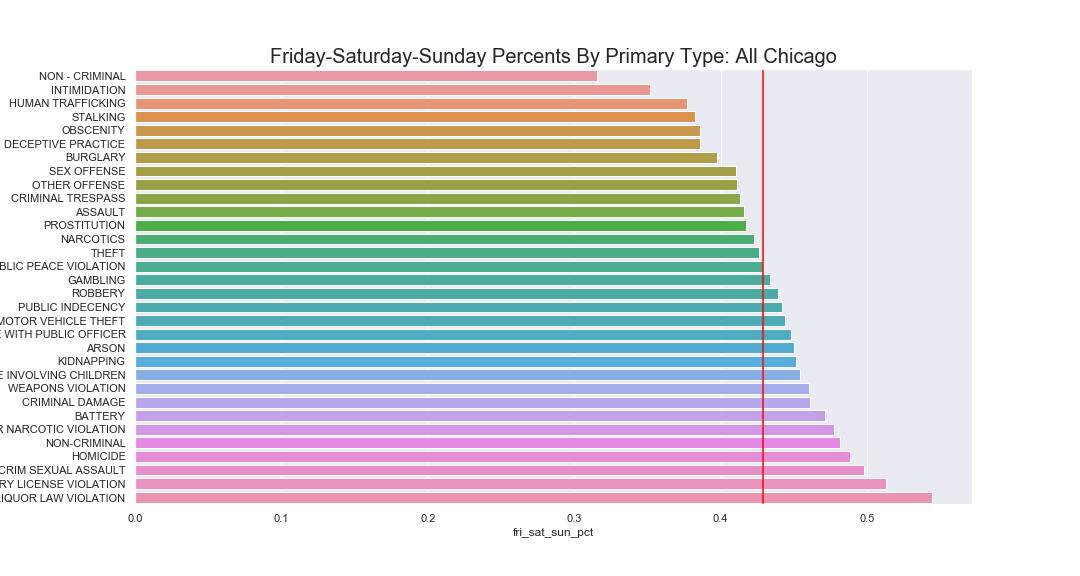 Friday-Saturday-Sunday Percents By Primary Type: All Chicago
NON - CRIMINAL
INTIMIDATION
HUMAN TRAFFICKING
STALKING
OBSCENITY
DECEPTIVE PRACTICE
BURGLARY
SEX OFFENSE
OTHER OFFENSE
CRIMINAL TRESPASS
ASSAULT
PROSTITUTION
NARCOTICS
THEFT
BLIC PEACE VIOLATION
GAMBLING
ROBBERY
PUBLIC INDECENCY
MOTOR VEHICLE THEFT
E WITH PUBLIC OFFICER
ARSON
KIDNAPPING
E INVOLVING CHILDREN
WEAPONS VIOLATION
CRIMINAL DAMAGE
BATTERY
R NARCOTIC VIOLATION
NON-CRIMINAL
HOMICIDE
CRIM SEXUAL ASSAULT
RY LICENSE VIOLATION
LIQUOR LAW VIOLATION
0.0 0.1 0.2 0.3 0.4 0.5
fri_sat_sun_pct